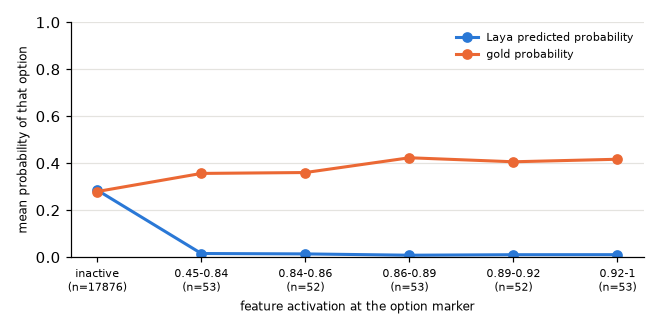 mean probability of that option
1.0
0.8
0.6
0.4
0.2
0.0
Laya predicted probability
gold probability
inactive
(n=17876)
0.45-0.84
(n=53)
0.84-0.86
(n=52)
0.86-0.89
(n=53)
0.89-0.92
(n=52)
0.92-1
(n=53)
feature activation at the option marker